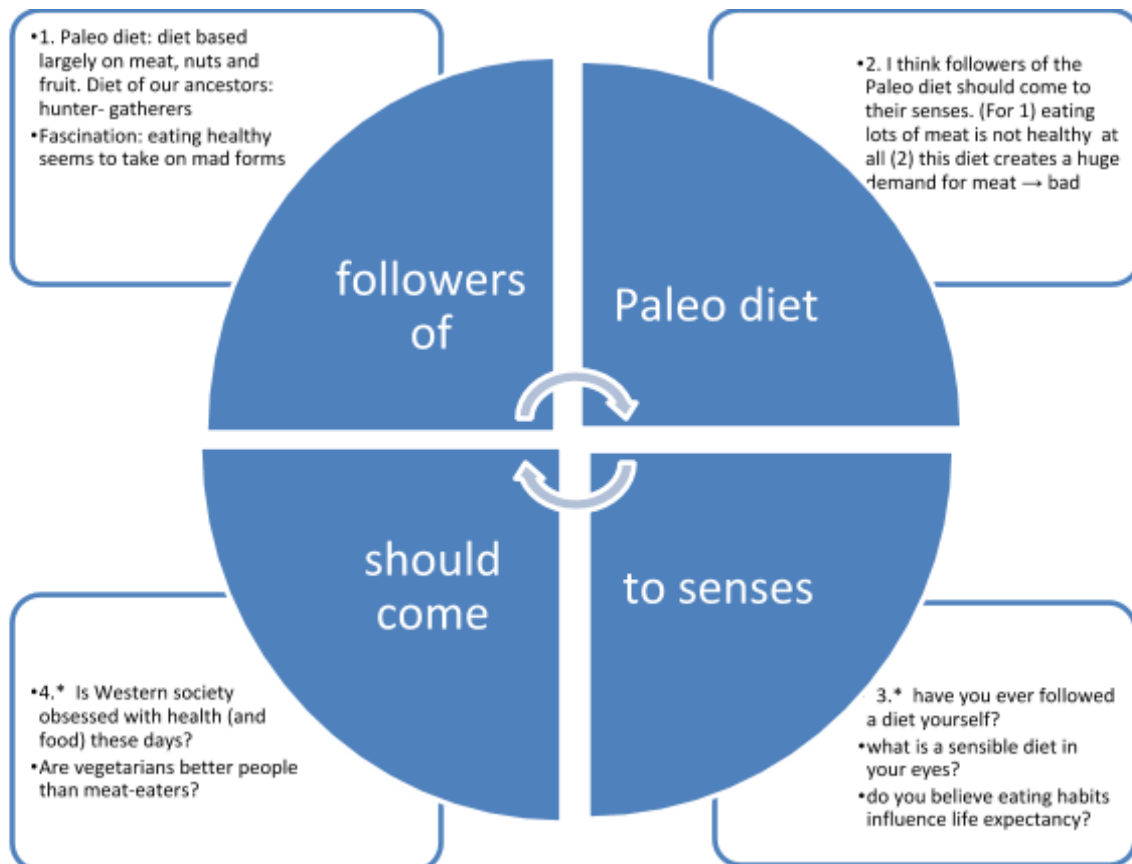 •1. Paleo diet: diet based
largely on meat, nuts and
fruit. Diet of our ancestors:
hunter- gatherers
•Fascination: eating healthy
seems to take on mad forms
•2. I think followers of the
Paleo diet should come to
their senses. (For 1) eating
lots of meat is not healthy at
all (2) this diet creates a huge
demand for meat → bad
followers
of
Paleo diet
should
come
to senses
•4.* Is Western society
obsessed with health (and
food) these days?
•Are vegetarians better people
than meat-eaters?
3.* have you ever followed
a diet yourself?
•what is a sensible diet in
your eyes?
•do you believe eating habits
influence life expectancy?